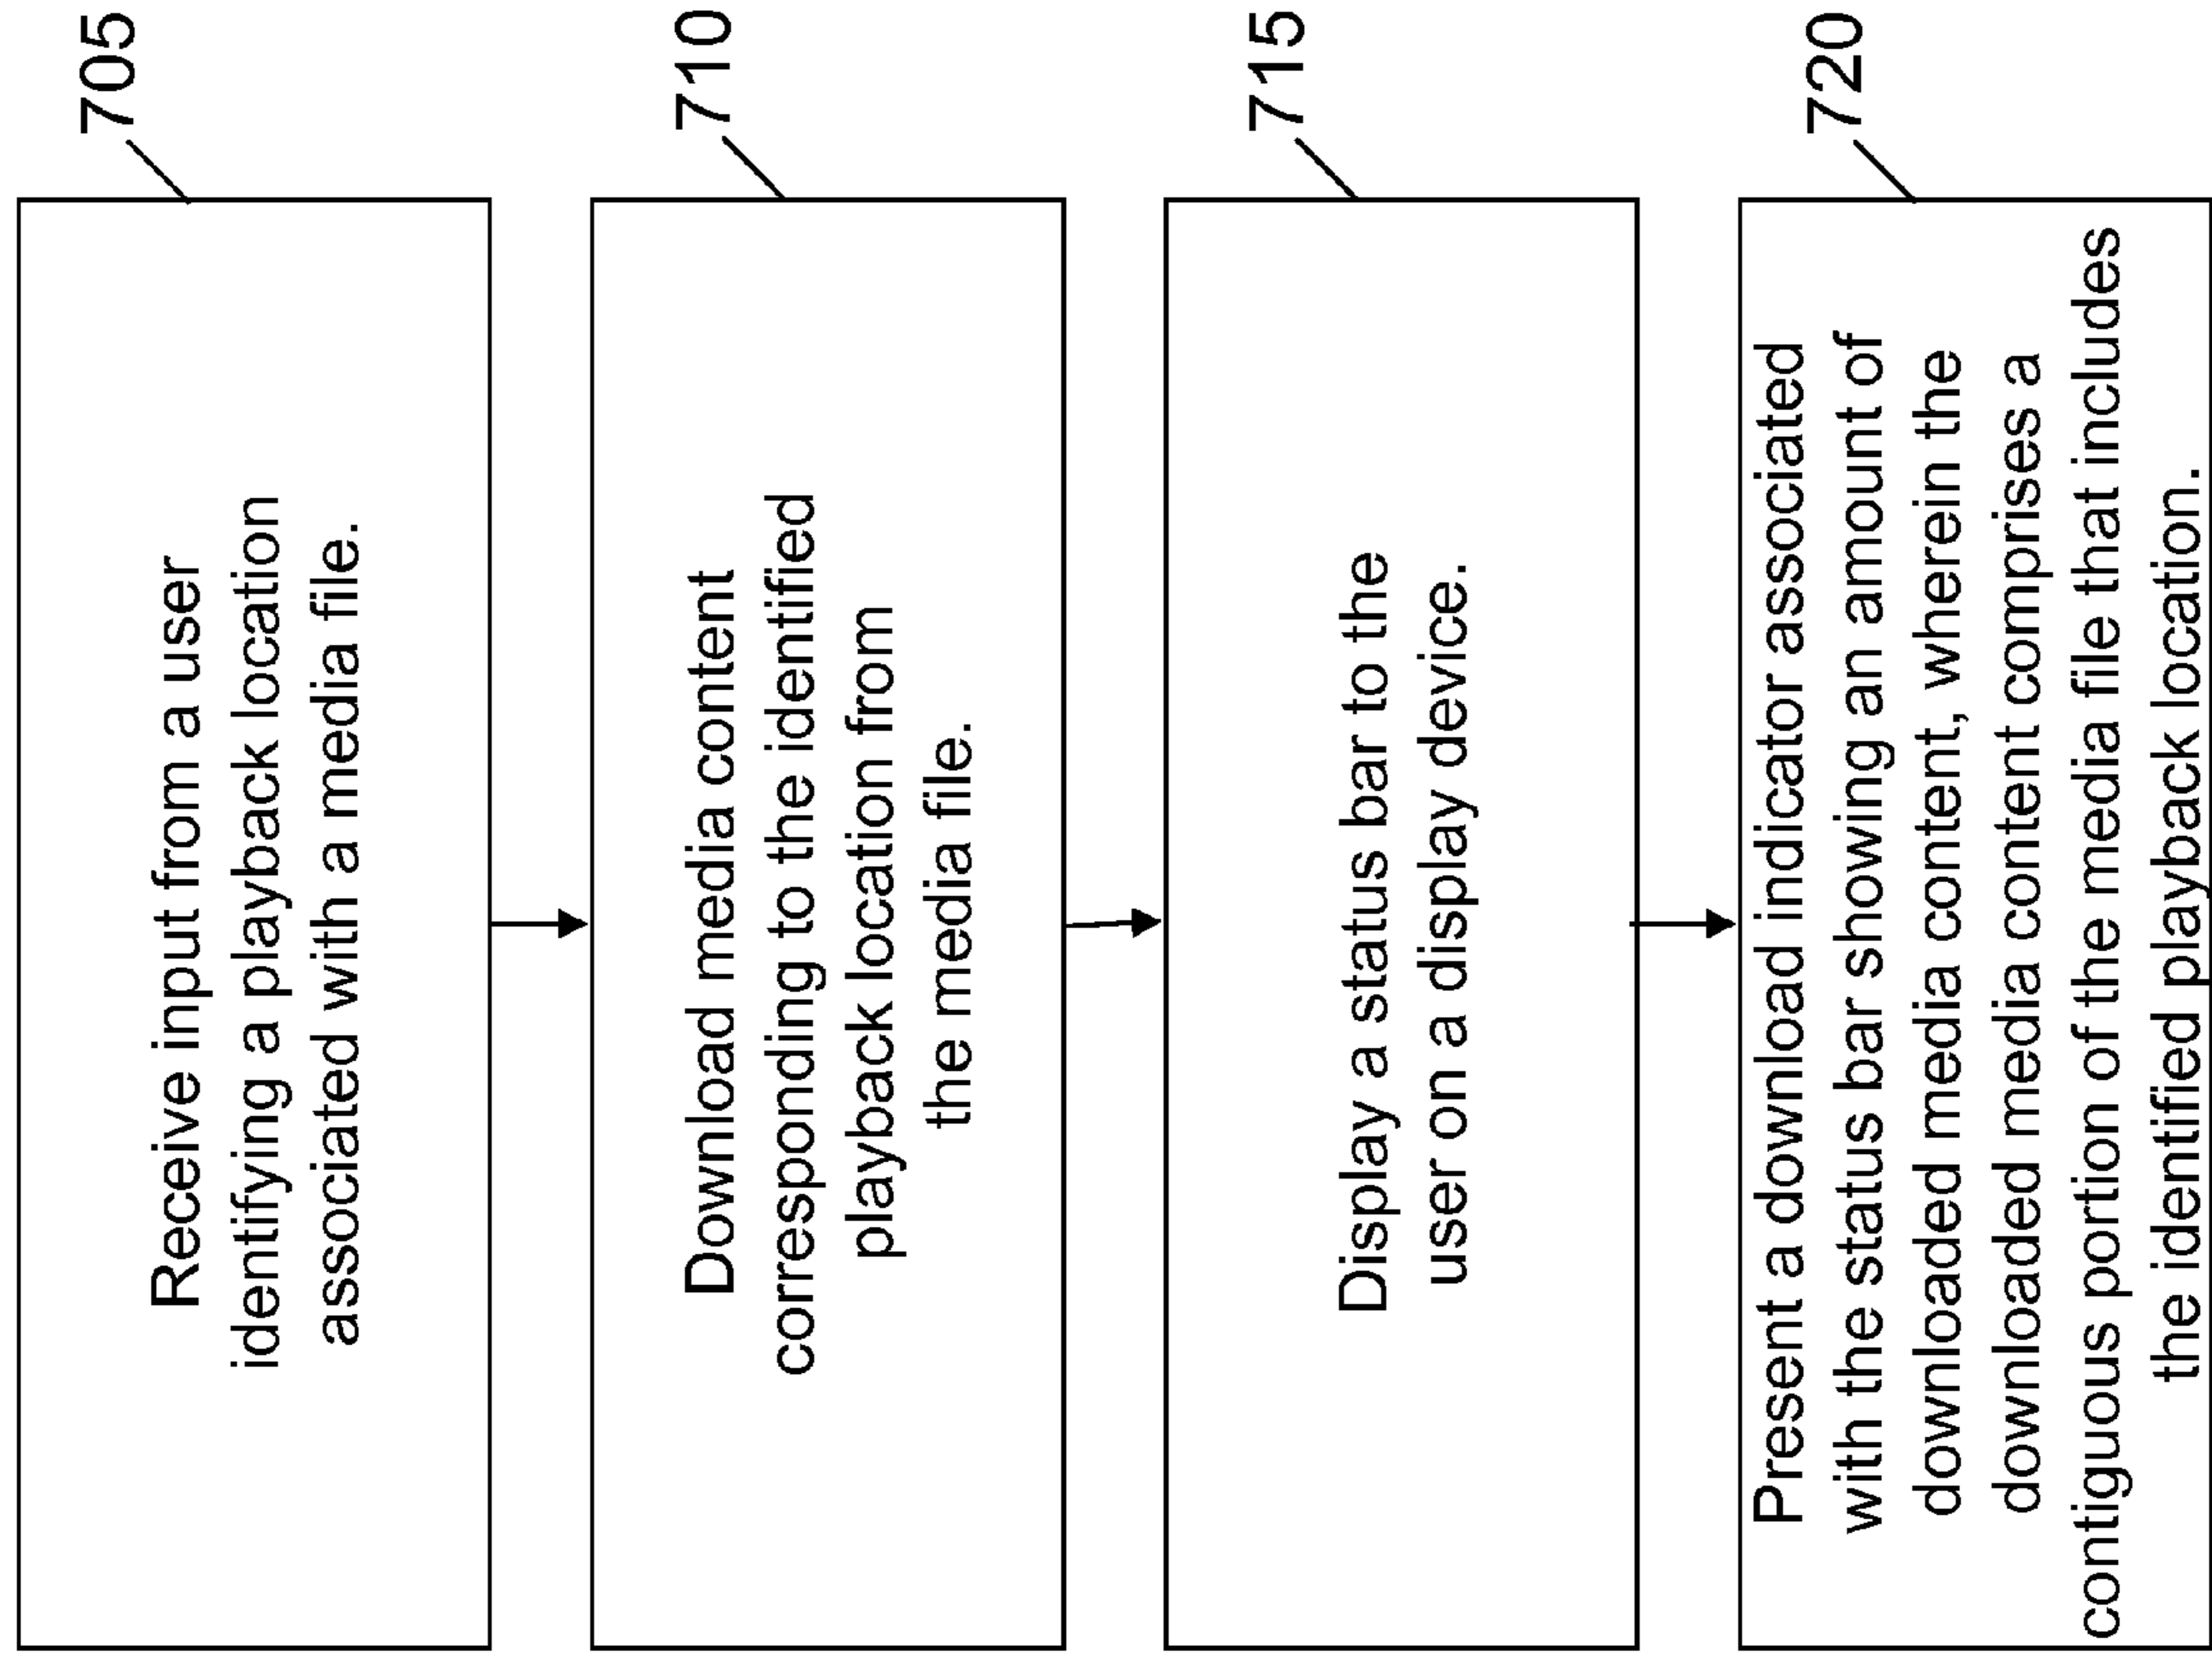 705
Receive input from a user
identifying a playback location
associated with a media file.
710
Download media content
corresponding to the identified
playback location from
the media file.
715
Display a status bar to the
user on a display device.
720
Present a download indicator associated
with the status bar showing an amount of
downloaded media content, wherein the
downloaded media content comprises a
contiguous portion of the media file that includes
the identified playback location.